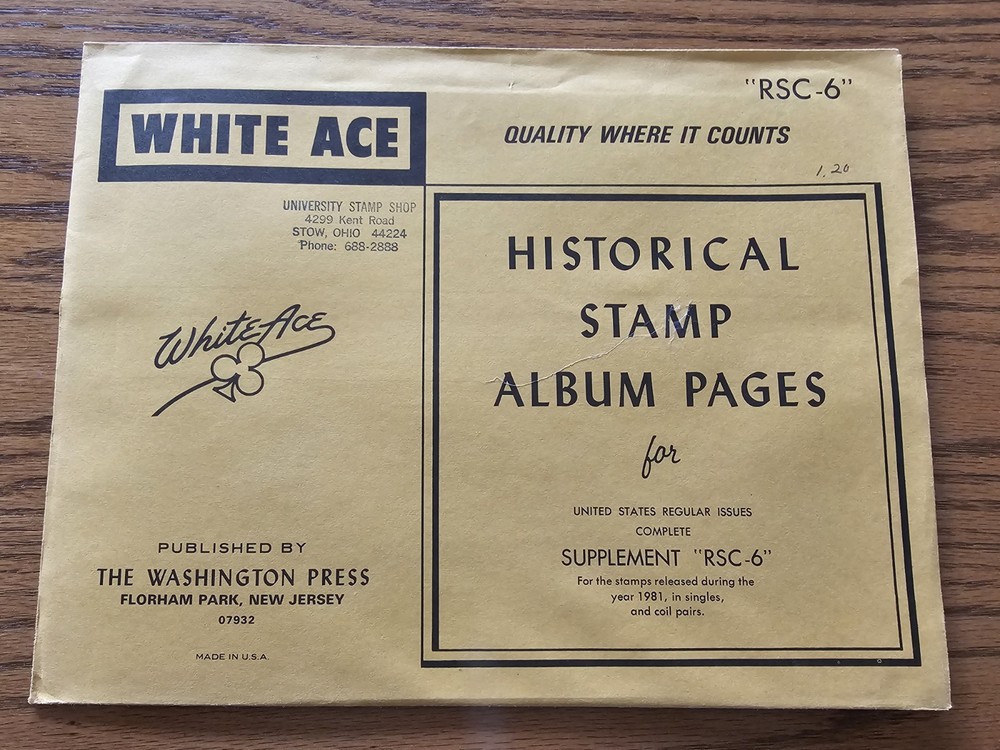 "RSC-6"
WHITE ACE
QUALITY WHERE IT COUNTS
1.20
UNIVERSITY STAMP SHOP
4299 Kent Road
STOW, OHIO 44224
Phone: 688-2888
White Ace
PUBLISHED BY
THE WASHINGTON PRESS
FLORHAM PARK, NEW JERSEY
07932
MADE IN U.S.A.
HISTORICAL
STAMP
ALBUM PAGES
for
UNITED STATES REGULAR ISSUES
COMPLETE
SUPPLEMENT "RSC-6"
For the stamps released during the
year 1981, in singles,
and coil pairs.